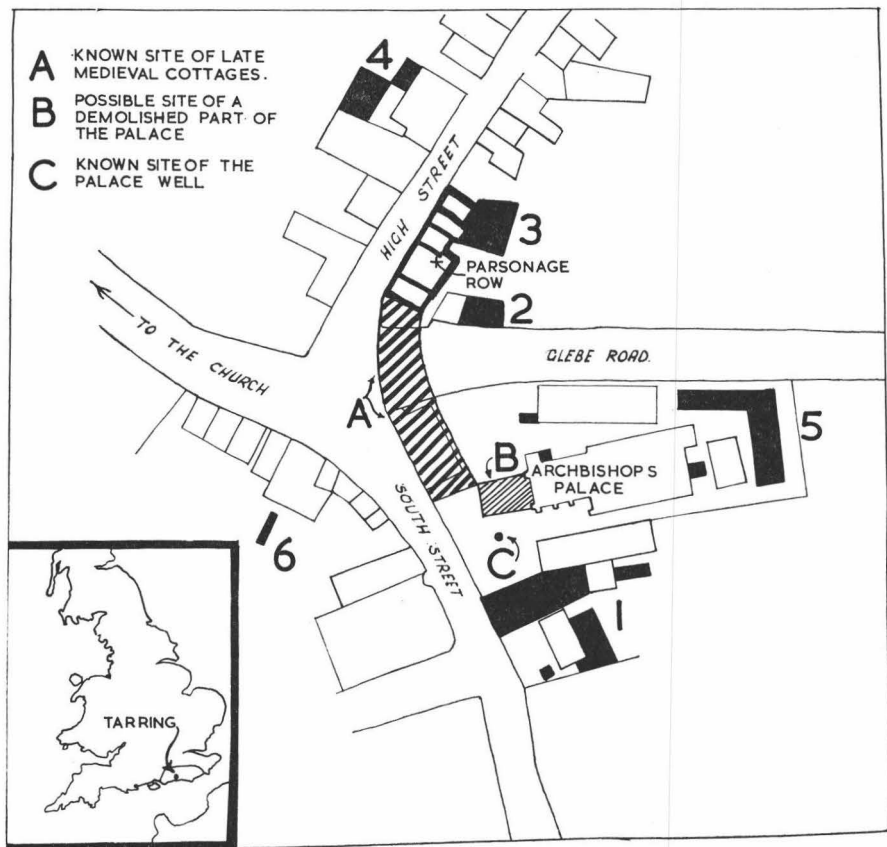 A KNOWN SITE OF LATE
MEDIEVAL COTTAGES.
B POSSIBLE SITE OF A
DEMOLISHED PART OF
THE PALACE
C KNOWN SITE OF THE
PALACE WELL
4
HIGH STREET
3
PARSONAGE
ROW
2
TO THE CHURCH
GLEBE ROAD.
A
5
B
ARCHBISHOPS
PALACE
SOUTH STREET
6
C
1
TARRING